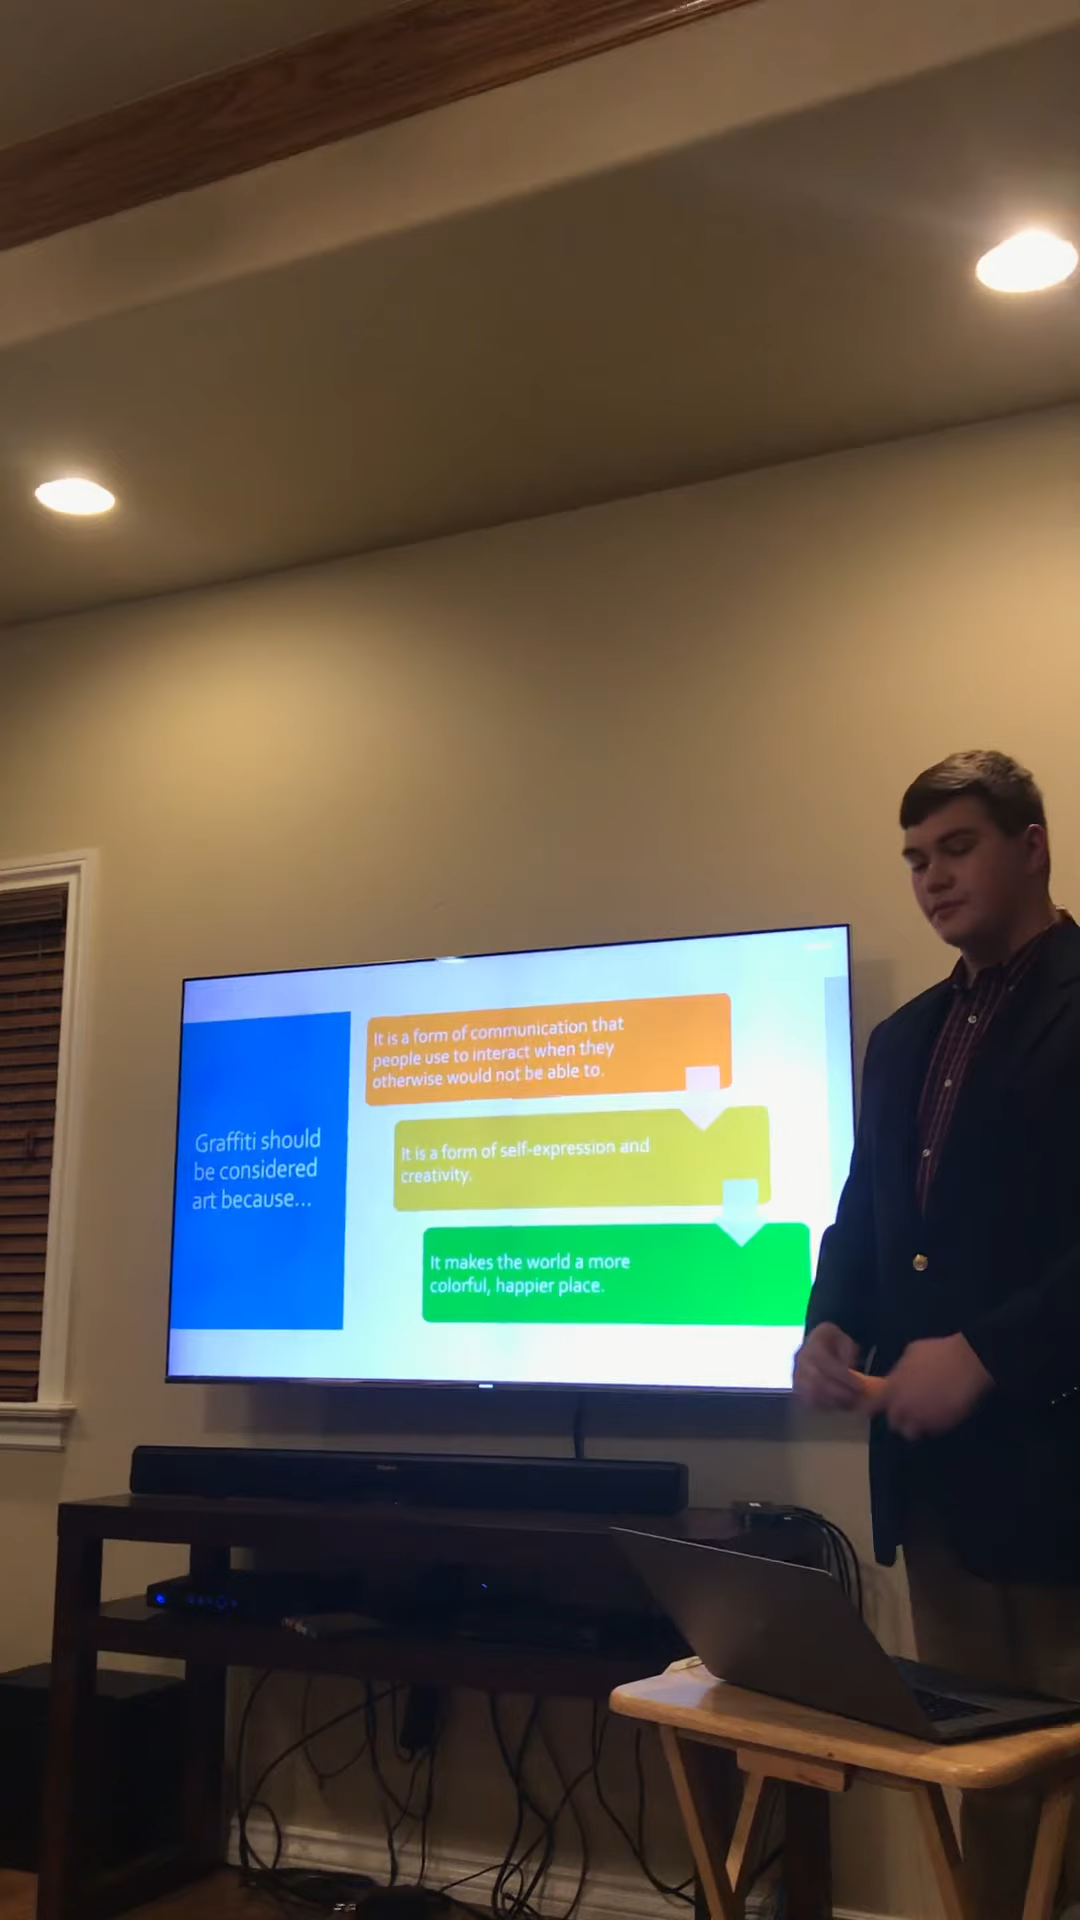 Graffiti should
be considered
art because...
It is a form of communication that
people use to interact when they
otherwise would not be able to.
It is a form of self-expression and
creativity.
It makes the world a more
colorful, happier place.